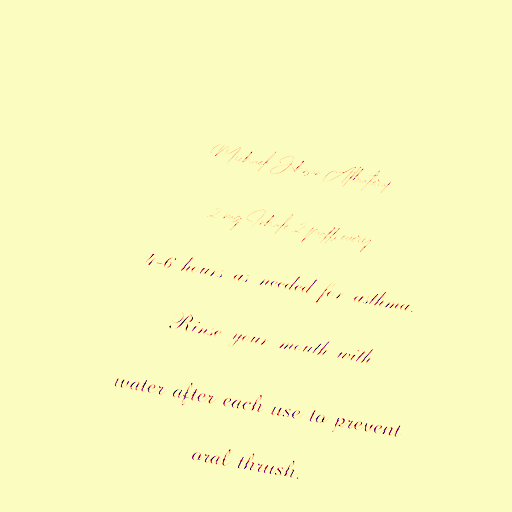 Michael Johnson Albuterol
2 mg Inhale 2 puffs every
4-6 hours as needed for asthma.
Rinse your mouth with
water after each use to prevent
oral thrush.